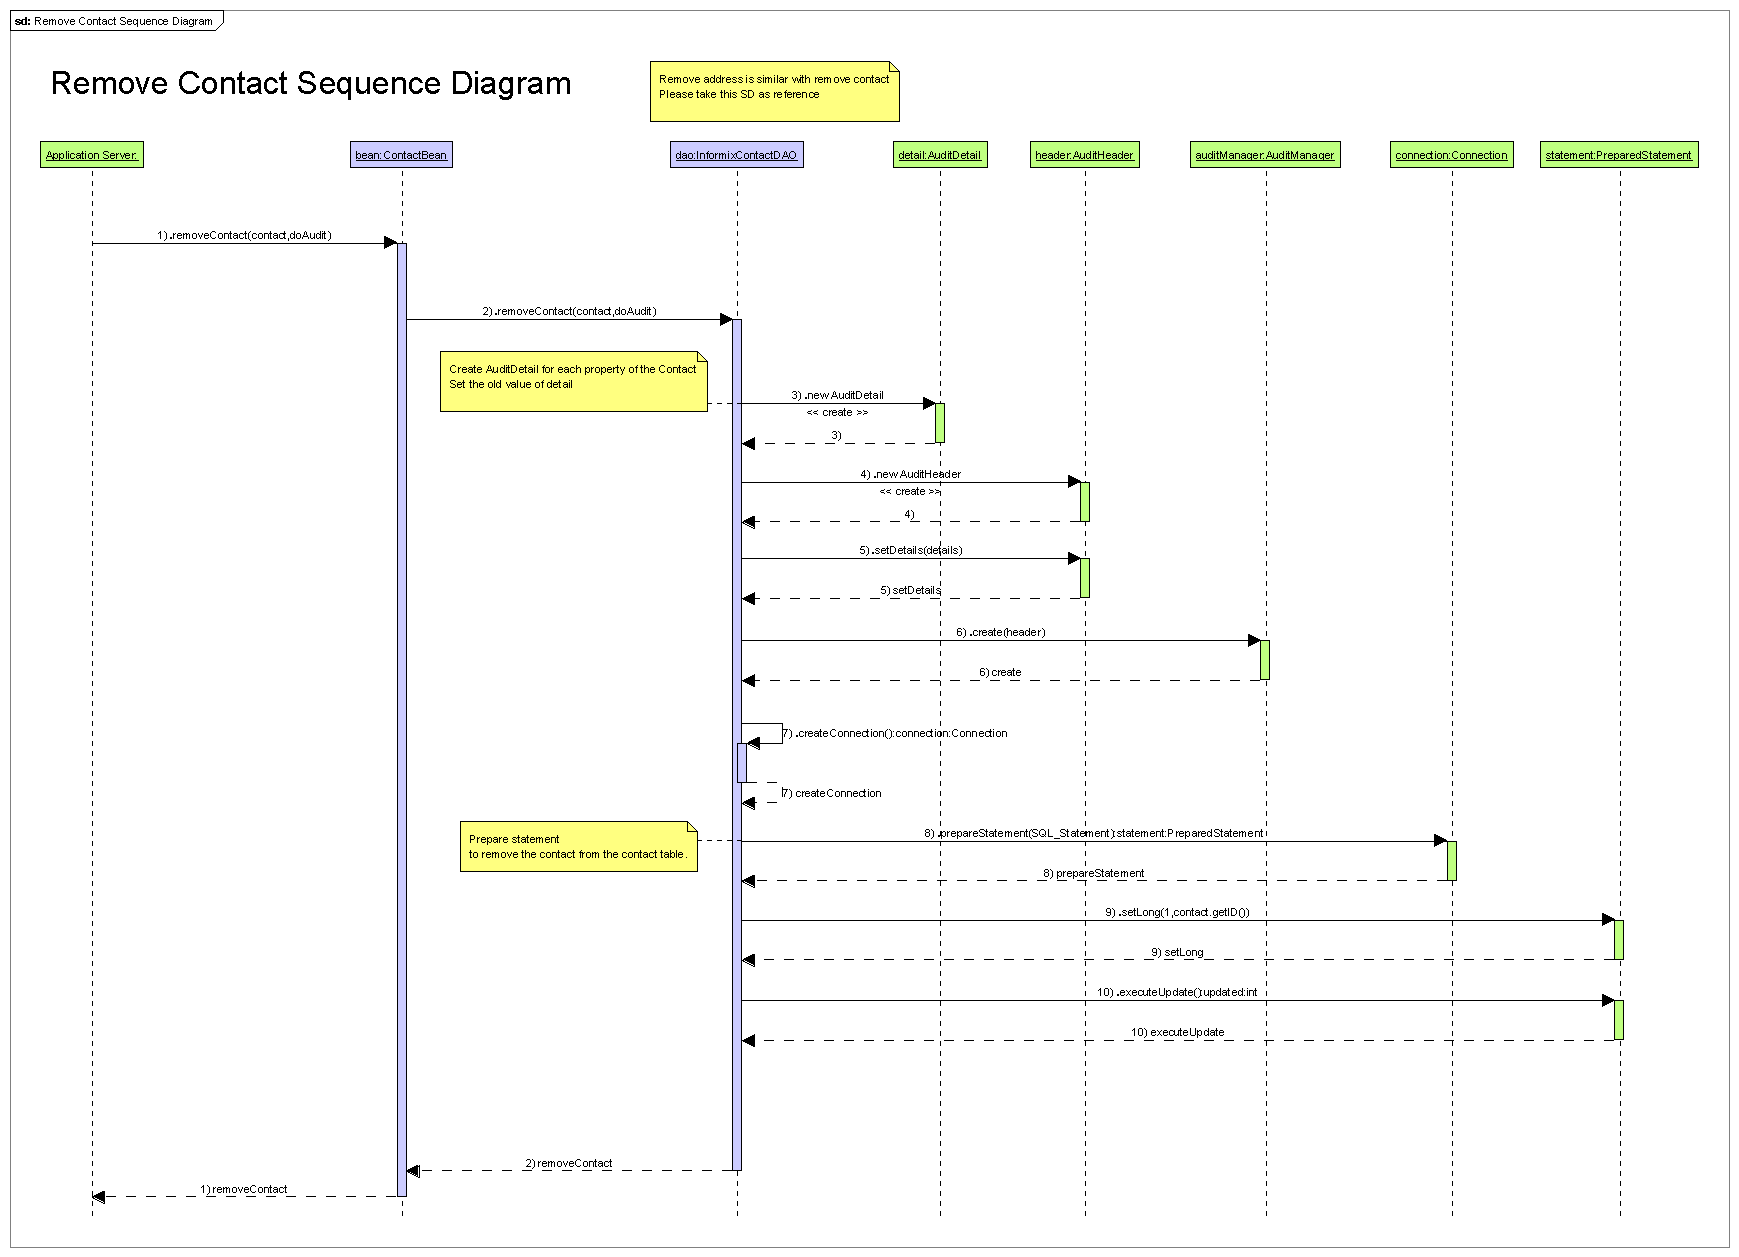 sd: Remove Contact Sequence Diagram
Remove Contact Sequence Diagram
Remove address is similar with remove contact
Please take this SD as reference
Application Server:
bean:ContactBean
dao:InformixContactDAO
detail:AuditDetail
header:AuditHeader
auditManager:AuditManager
connection:Connection
statement:PreparedStatement
1) .removeContact(contact,doAudit)
2) .removeContact(contact,doAudit)
Create AuditDetail for each property of the Contact
Set the old value of detail
3) .new AuditDetail
<< create >>
3)
4) .new AuditHeader
<< create >>
4)
5) .setDetails(details)
5) setDetails
6) .create(header)
6) create
7) .createConnection():connection:Connection
7) createConnection
Prepare statement
to remove the contact from the contact table.
8) .prepareStatement(SQL_Statement):statement:PreparedStatement
8) prepareStatement
9) .setLong(1,contact.getID())
9) setLong
10) .executeUpdate():updated:int
10) executeUpdate
2) removeContact
1) removeContact